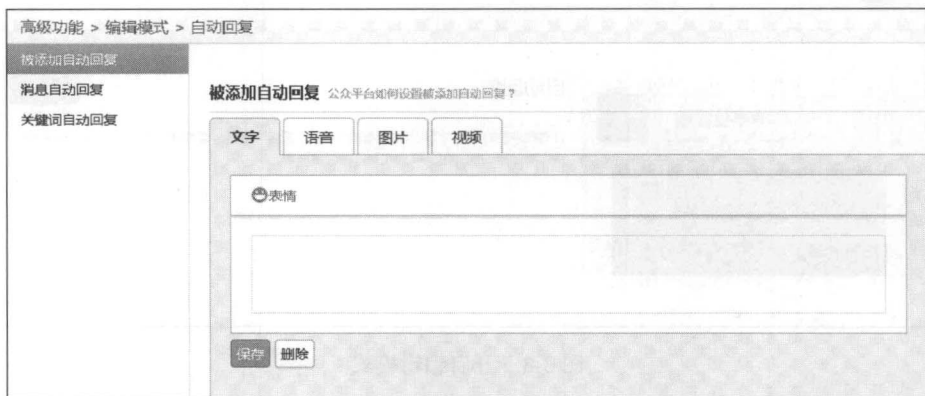 高级功能 > 编辑模式 > 自动回复
被添加自动回复
消息自动回复
关键词自动回复
被添加自动回复 公众平台如何设置被添加自动回复？
文字 语音 图片 视频
表情
保存 删除